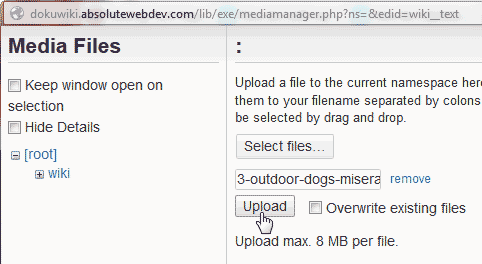 dokuwiki.absolutewebdev.com/lib/exe/mediamanager.php?ns=&edid=wiki__text
Media Files
:
Keep window open on
selection
Hide Details
[root]
wiki
Upload a file to the current namespace here
them to your filename separated by colons
be selected by drag and drop.
Select files...
3-outdoor-dogs-misera
remove
Upload
Overwrite existing files
Upload max. 8 MB per file.